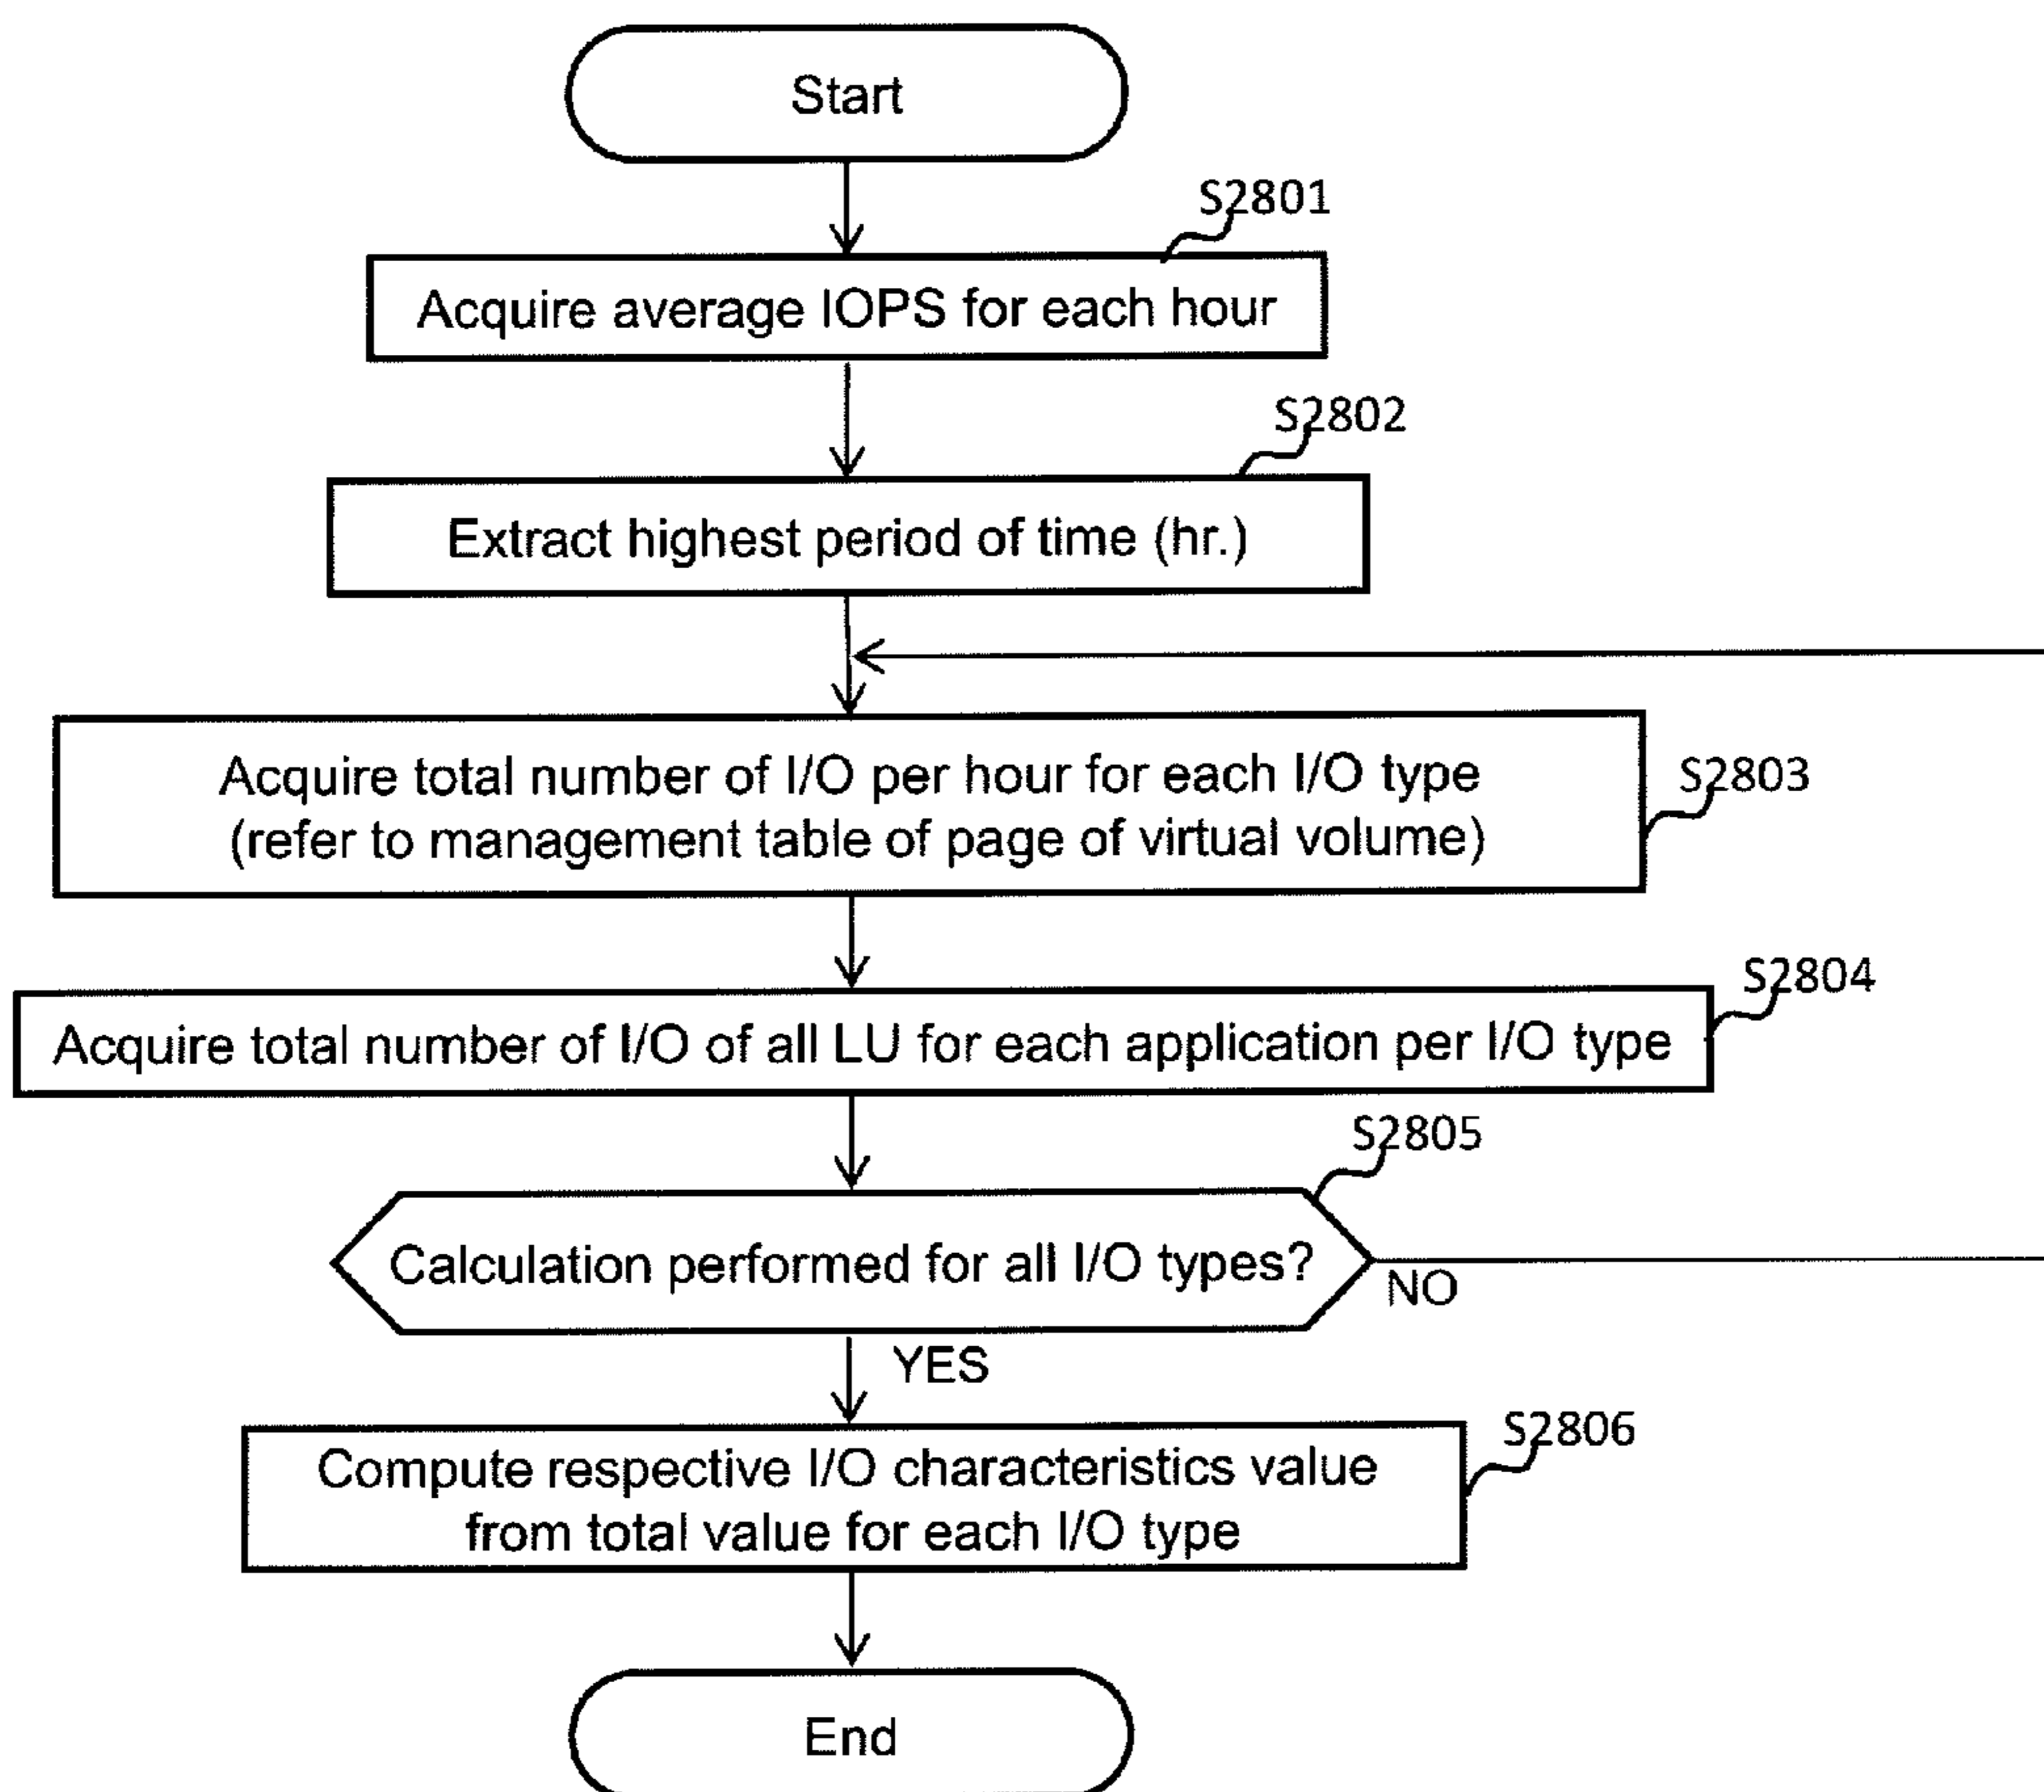 Start
S2801
Acquire average IOPS for each hour
S2802
Extract highest period of time (hr.)
Acquire total number of I/O per hour for each I/O type
(refer to management table of page of virtual volume)
S2803
S2804
Acquire total number of I/O of all LU for each application per I/O type
S2805
Calculation performed for all I/O types?
NO
YES
S2806
Compute respective I/O characteristics value
from total value for each I/O type
End